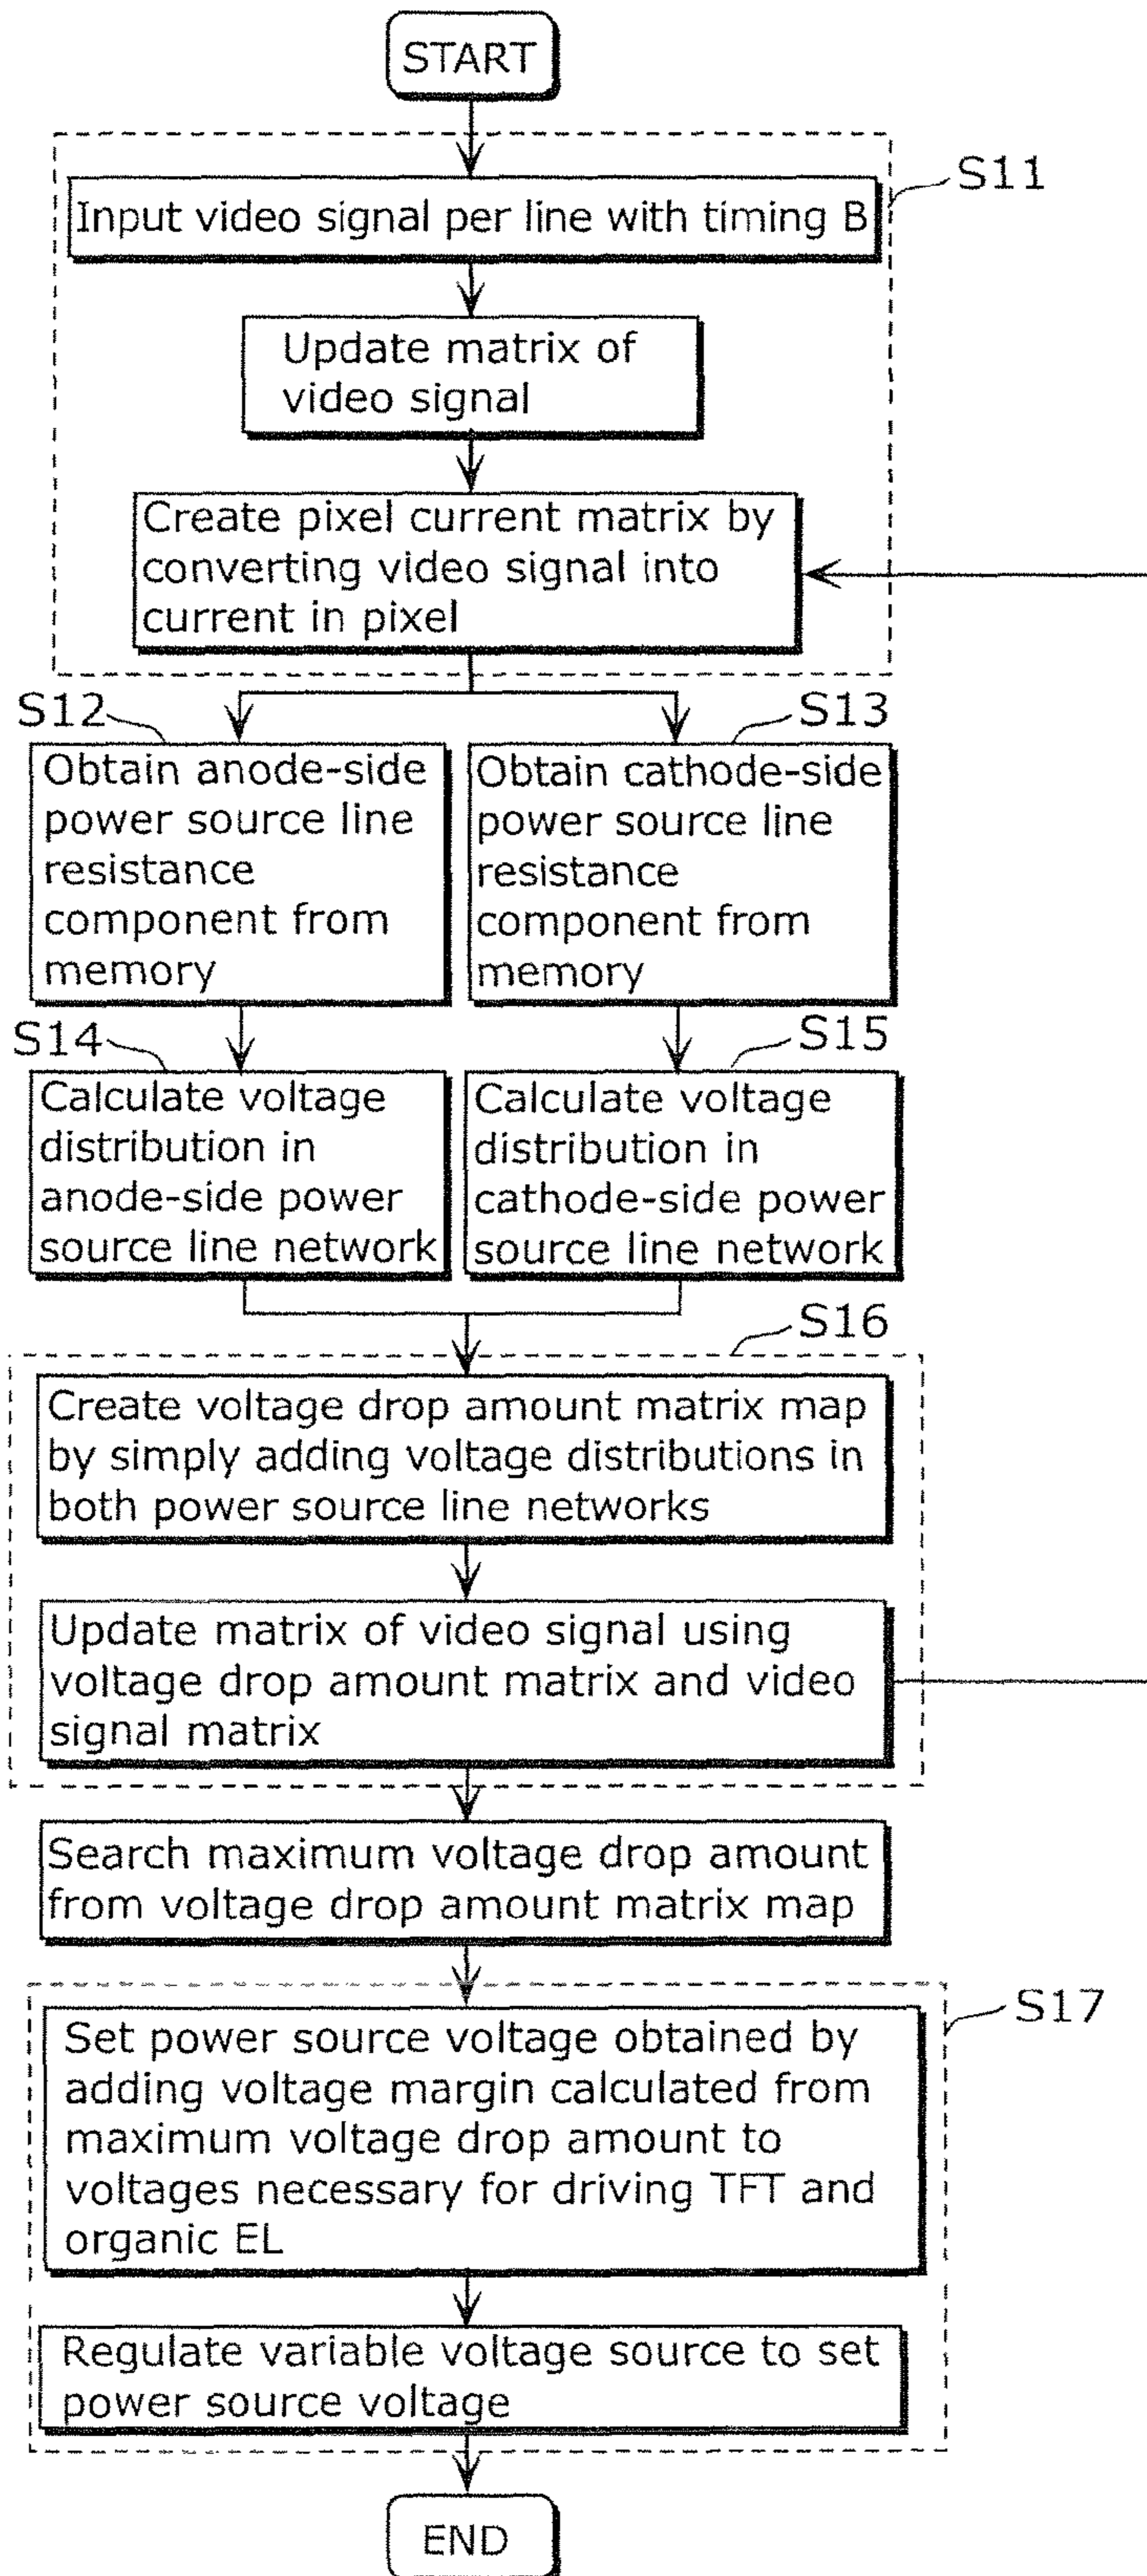 START
S11
Input video signal per line with timing B
Update matrix of
video signal
Create pixel current matrix by
converting video signal into
current in pixel
S12
Obtain anode-side
power source line
resistance
component from
memory
S13
Obtain cathode-side
power source line
resistance
component from
memory
S14
Calculate voltage
distribution in
anode-side power
source line network
S15
Calculate voltage
distribution in
cathode-side power
source line network
S16
Create voltage drop amount matrix map
by simply adding voltage distributions in
both power source line networks
Update matrix of video signal using
voltage drop amount matrix and video
signal matrix
Search maximum voltage drop amount
from voltage drop amount matrix map
S17
Set power source voltage obtained by
adding voltage margin calculated from
maximum voltage drop amount to
voltages necessary for driving TFT and
organic EL
Regulate variable voltage source to set
power source voltage
END